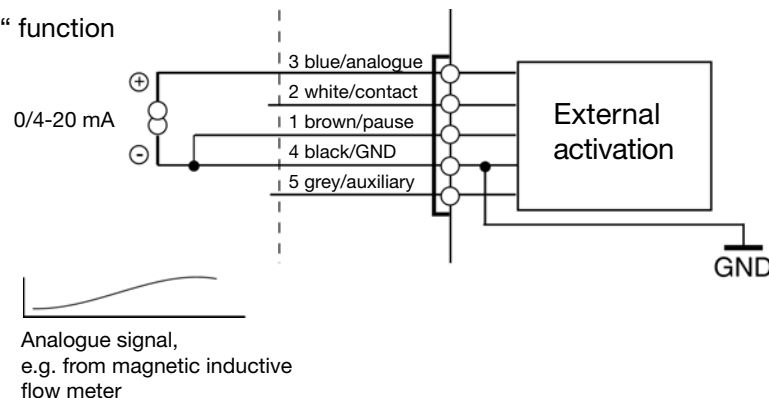 “ function
3 blue/analogue
2 white/contact
0/4-20 mA
1 brown/pause
4 black/GND
5 grey/auxiliary
External
activation
GND
Analogue signal,
e.g. from magnetic inductive
flow meter